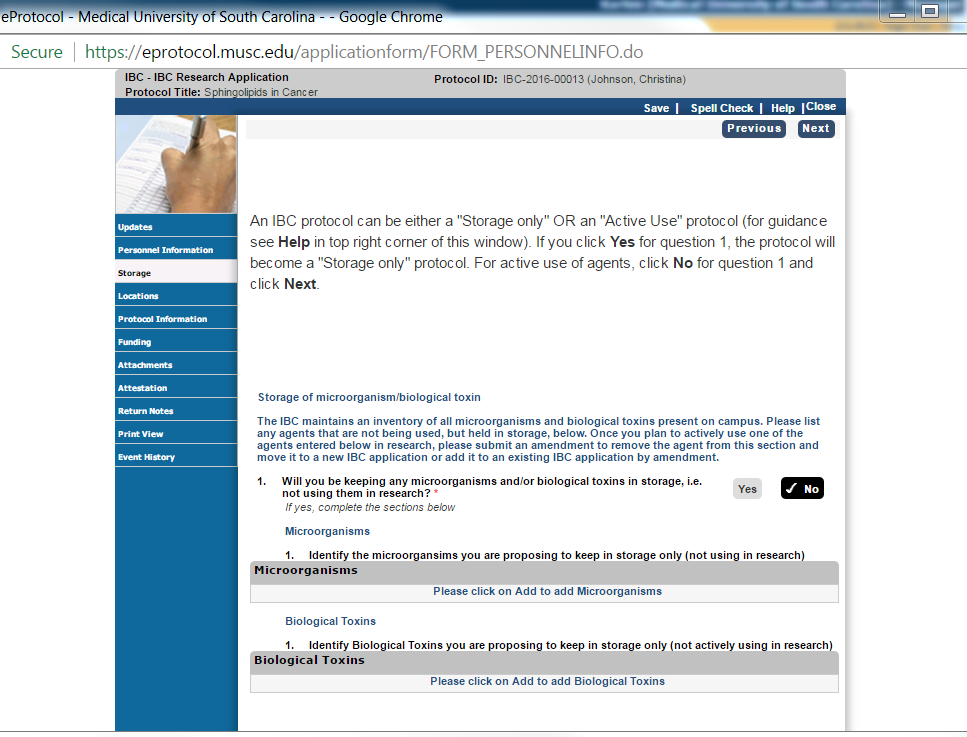 eProtocol - Medical University of South Carolina - - Google Chrome
Secure https://eprotocol.musc.edu/applicationform/FORM_PERSONNELINFO.do
IBC - IBC Research Application Protocol ID: IBC-2016-00013 (Johnson, Christina)
Protocol Title: Sphingolipids in Cancer
Save | Spell Check | Help | Close
Previous Next
Updates
Personnel Information
Storage
Locations
Protocol Information
Funding
Attachments
Attestation
Return Notes
Print View
Event History
An IBC protocol can be either a "Storage only" OR an "Active Use" protocol (for guidance
see Help in top right corner of this window). If you click Yes for question 1, the protocol will
become a "Storage only" protocol. For active use of agents, click No for question 1 and
click Next.
Storage of microorganism/biological toxin
The IBC maintains an inventory of all microorganisms and biological toxins present on campus. Please list
any agents that are not being used, but held in storage, below. Once you plan to actively use one of the
agents entered below in research, please submit an amendment to remove the agent from this section and
move it to a new IBC application or add it to an existing IBC application by amendment.
1. Will you be keeping any microorganisms and/or biological toxins in storage, i.e.
not using them in research? * Yes ✓ No
If yes, complete the sections below
Microorganisms
1. Identify the microorgansims you are proposing to keep in storage only (not using in research)
Microorganisms
Please click on Add to add Microorganisms
Biological Toxins
1. Identify Biological Toxins you are proposing to keep in storage only (not actively using in research)
Biological Toxins
Please click on Add to add Biological Toxins